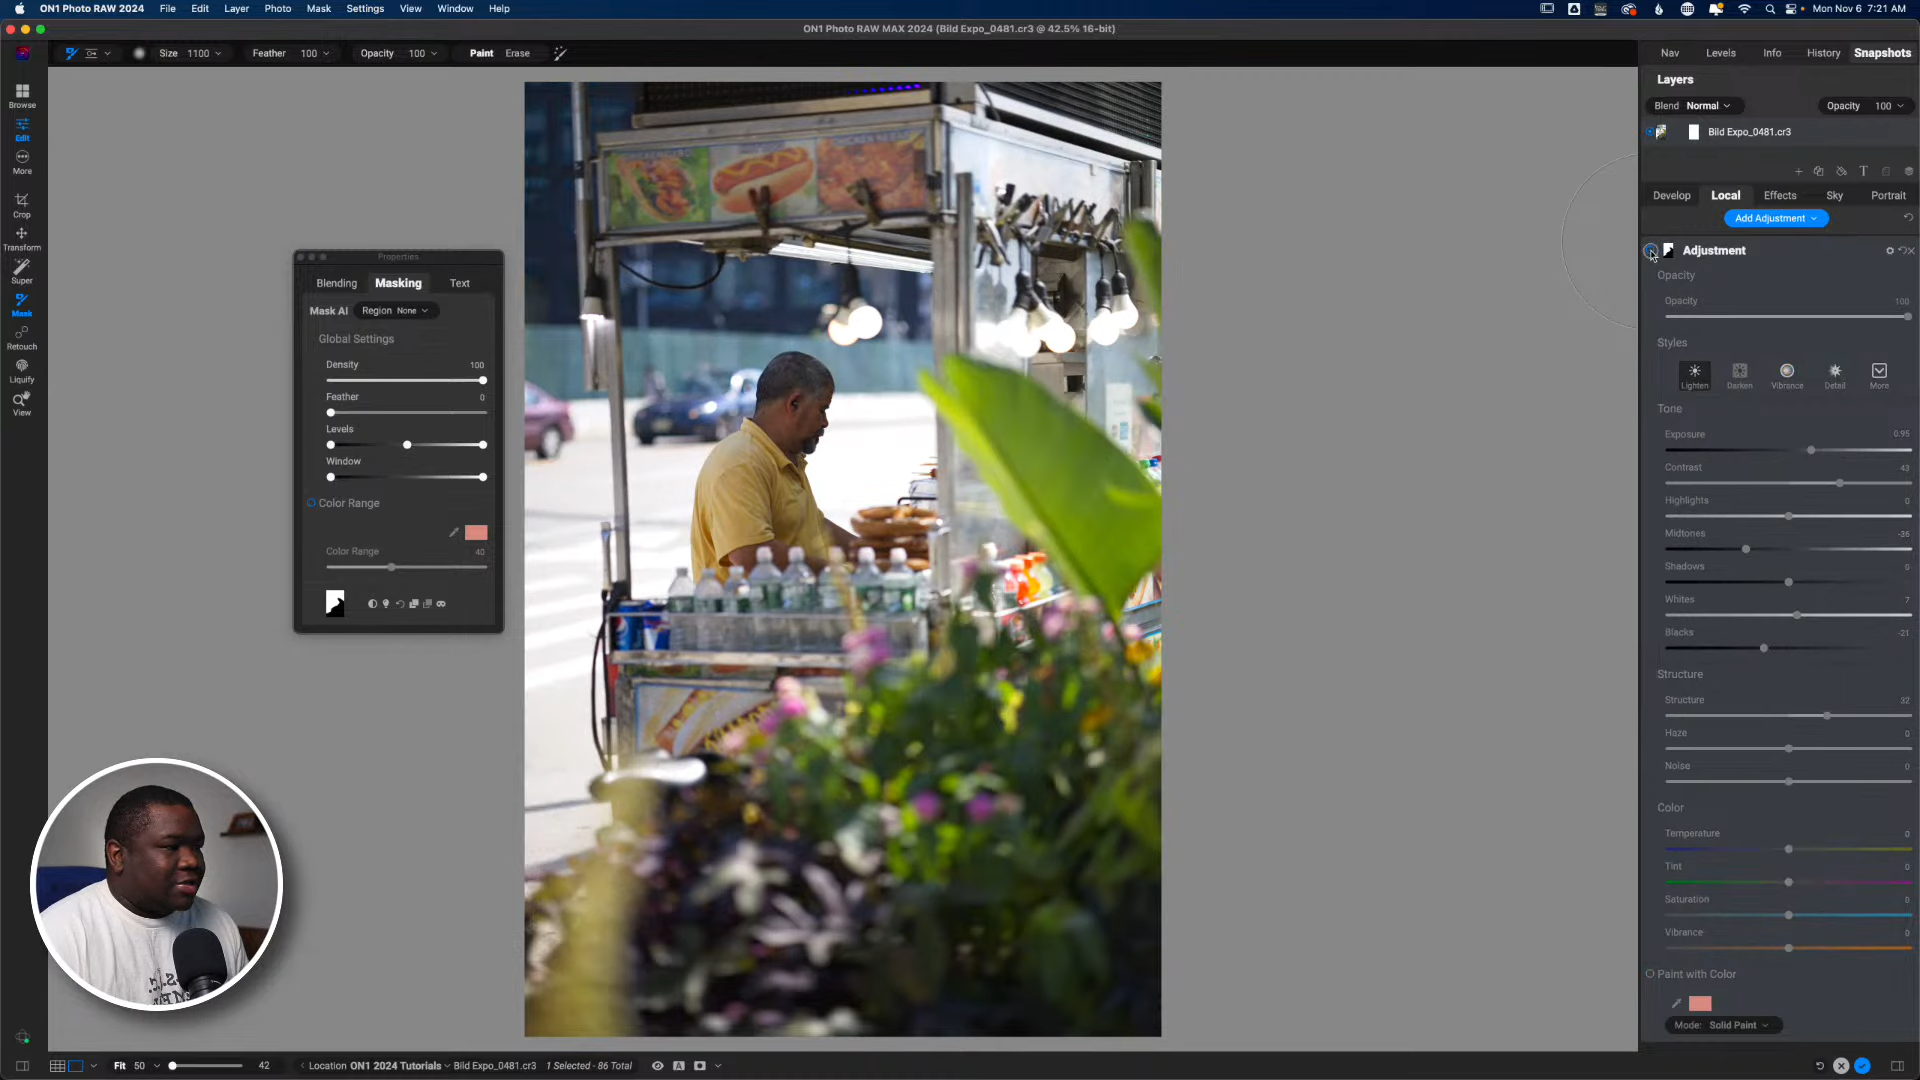 ON1 Photo RAW 2024 File Edit Layer Photo Mask Settings View Window Help Mon Nov 6 7:21 AM
ON1 Photo RAW MAX 2024 (Bild Expo_0481.cr3 @ 42.5% 16-bit)
Size 1100 Feather 100 Opacity 100 Paint Erase
Nav Levels Info History Snapshots
Layers
Blend Normal Opacity 100
Bild Expo_0481.cr3
Develop Local Effects Sky Portrait
Add Adjustment
Adjustment
Opacity
Opacity 100
Styles
Lighten Darken Vibrance Detail More
Tone
Exposure 0.95
Contrast 43
Highlights 0
Midtones -36
Shadows 0
Whites 7
Blacks -21
Structure
Structure 32
Haze 0
Noise 0
Color
Temperature 0
Tint 0
Saturation 0
Vibrance 0
Paint with Color
Mode: Solid Paint
Browse
Edit
More
Crop
Transform
Super
Mask
Retouch
Liquify
View
Properties
Blending Masking Text
Mask AI Region None
Global Settings
Density 100
Feather 0
Levels
Window
Color Range
Color Range 40
Fit 50 42 Location ON1 2024 Tutorials Bild Expo_0481.cr3 1 Selected - 86 Total